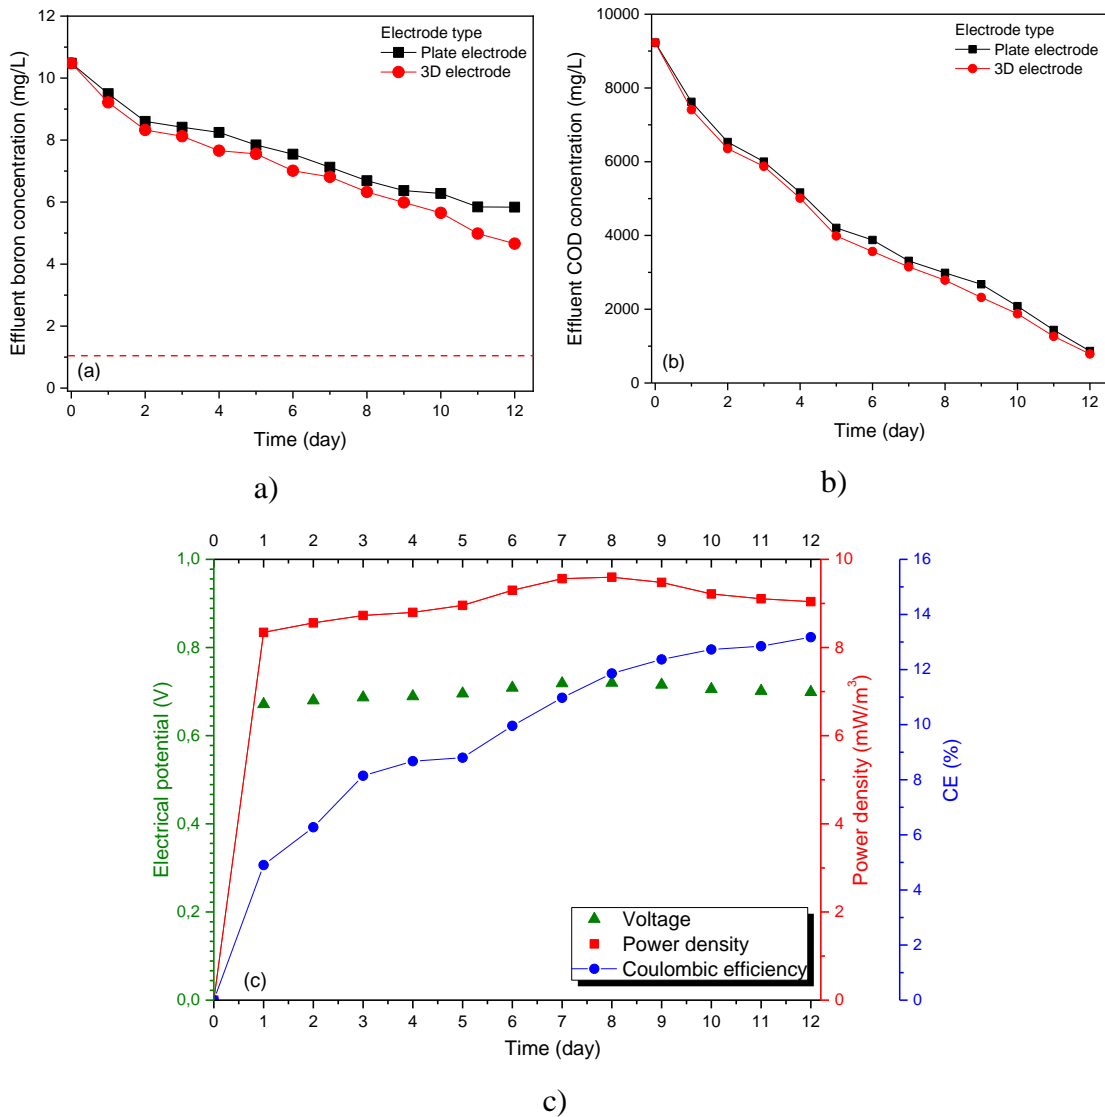 12
10
8
6
4
2
0
Effluent boron concentration (mg/L)
Electrode type
Plate electrode
3D electrode
(a)
0 2 4 6 8 10 12
Time (day)
a)
10000
8000
6000
4000
2000
0
Effluent COD concentration (mg/L)
Electrode type
Plate electrode
3D electrode
(b)
0 2 4 6 8 10 12
Time (day)
b)
0 1 2 3 4 5 6 7 8 9 10 11 12
1,0
0,8
0,6
0,4
0,2
0,0
Electrical potential (V)
10
8
6
4
2
0
Power density (mW/m³)
16
14
12
10
8
6
4
2
0
CE (%)
Voltage
Power density
Coulombic efficiency
(c)
0 1 2 3 4 5 6 7 8 9 10 11 12
Time (day)
c)